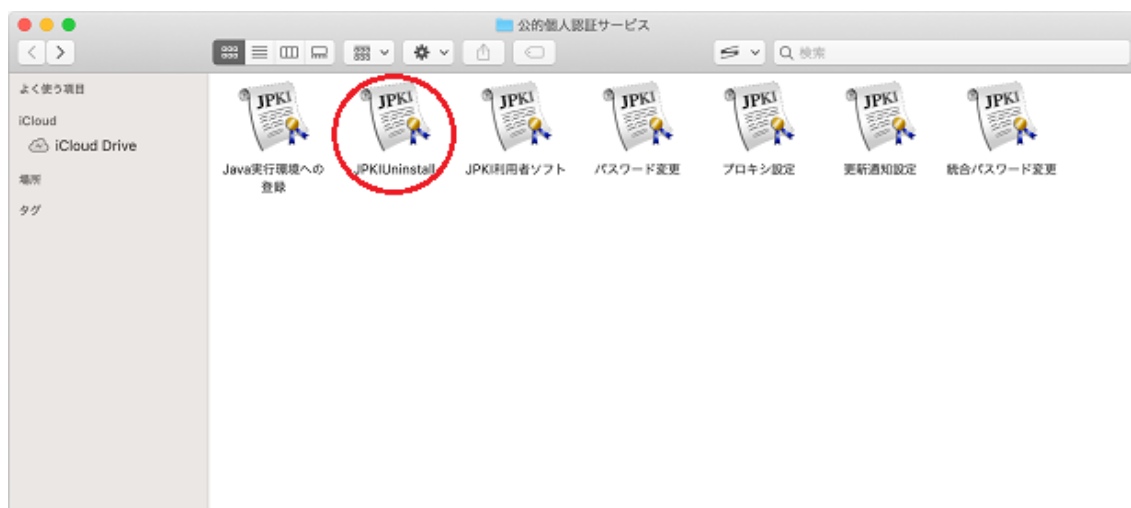 公的個人認証サービス
検索
よく使う項目
iCloud
iCloud Drive
場所
タグ
JPKI
JPKI
JPKI
JPKI
JPKI
JPKI
JPKI
Java実行環境への
登録
JPKIUninstall
JPKI利用者ソフト
パスワード変更
プロキシ設定
更新通知設定
統合パスワード変更